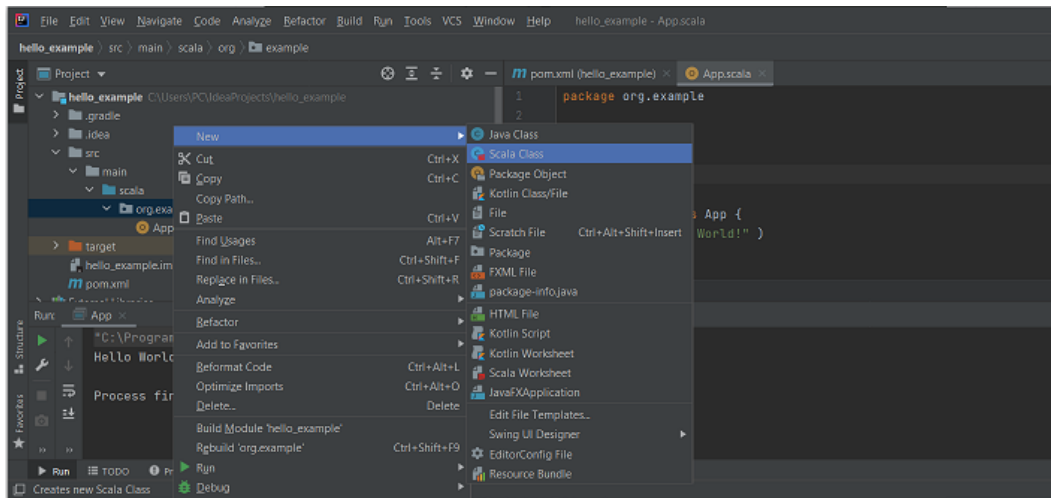 File Edit View Navigate Code Analyze Refactor Build Run Tools VCS Window Help hello_example - App.scala
hello_example › src › main › scala › org › example
Project
Project
pom.xml (hello_example)
App.scala
hello_example C:\Users\PC\IdeaProjects\hello_example
.gradle
.idea
src
main
scala
org.exa
App
target
hello_example.im
pom.xml
External Libraries
1 package org.example
2
App {
World!" )
New
Cut Ctrl+X
Copy Ctrl+C
Copy Path...
Paste Ctrl+V
Find Usages Alt+F7
Find in Files... Ctrl+Shift+F
Replace in Files... Ctrl+Shift+R
Analyze
Refactor
Add to Favorites
Reformat Code Ctrl+Alt+L
Optimize Imports Ctrl+Alt+O
Delete... Delete
Build Module 'hello_example'
Rebuild 'org.example' Ctrl+Shift+F9
Run
Debug
Java Class
Scala Class
Package Object
Kotlin Class/File
File
Scratch File Ctrl+Alt+Shift+Insert
Package
FXML File
package-info.java
HTML File
Kotlin Script
Kotlin Worksheet
Scala Worksheet
JavaFXApplication
Edit File Templates...
Swing UI Designer
EditorConfig File
Resource Bundle
Run: App
"C:\Program
Hello Worl
Process fin
Structure
Favorites
Run TODO Pr
Creates new Scala Class